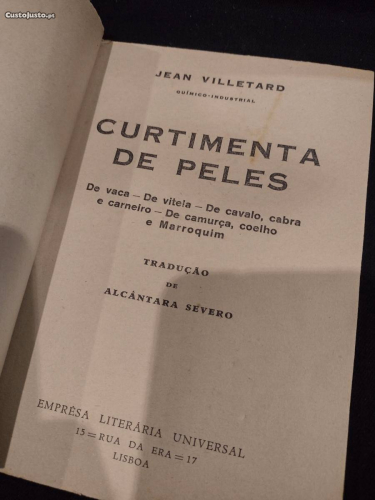 CustoJusto.pt
JEAN VILLETARD
QUÍMICO-INDUSTRIAL
CURTIMENTA
DE PELES
De vaca — De vitela — De cavalo, cabra
e carneiro — De camurça, coelho
e Marroquim
TRADUÇÃO
DE
ALCÂNTARA SEVERO
EMPRÊSA LITERÁRIA UNIVERSAL
15 = RUA DA ERA = 17
LISBOA